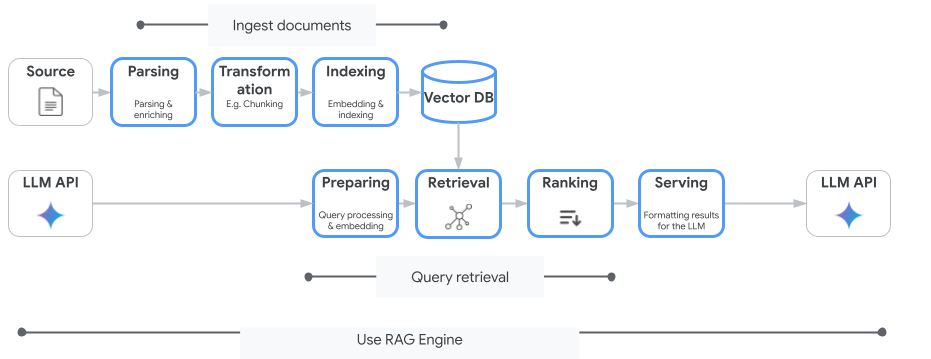 Ingest documents
Source
Parsing
Parsing &
enriching
Transform
ation
E.g. Chunking
Indexing
Embedding &
indexing
Vector DB
LLM API
Preparing
Query processing
& embedding
Retrieval
Ranking
Serving
Formatting results
for the LLM
LLM API
Query retrieval
Use RAG Engine